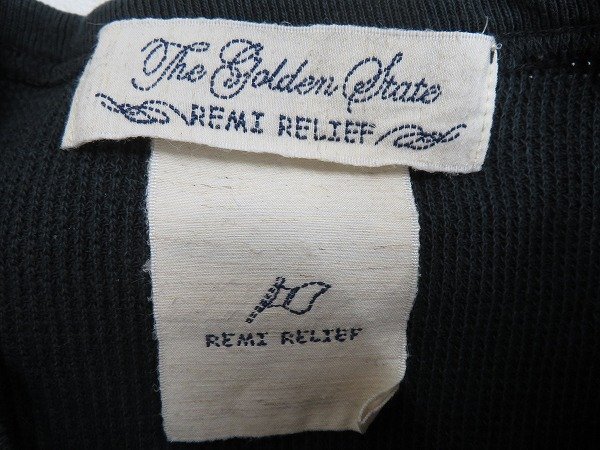 The Golden State
REMI RELIEF
REMI RELIEF